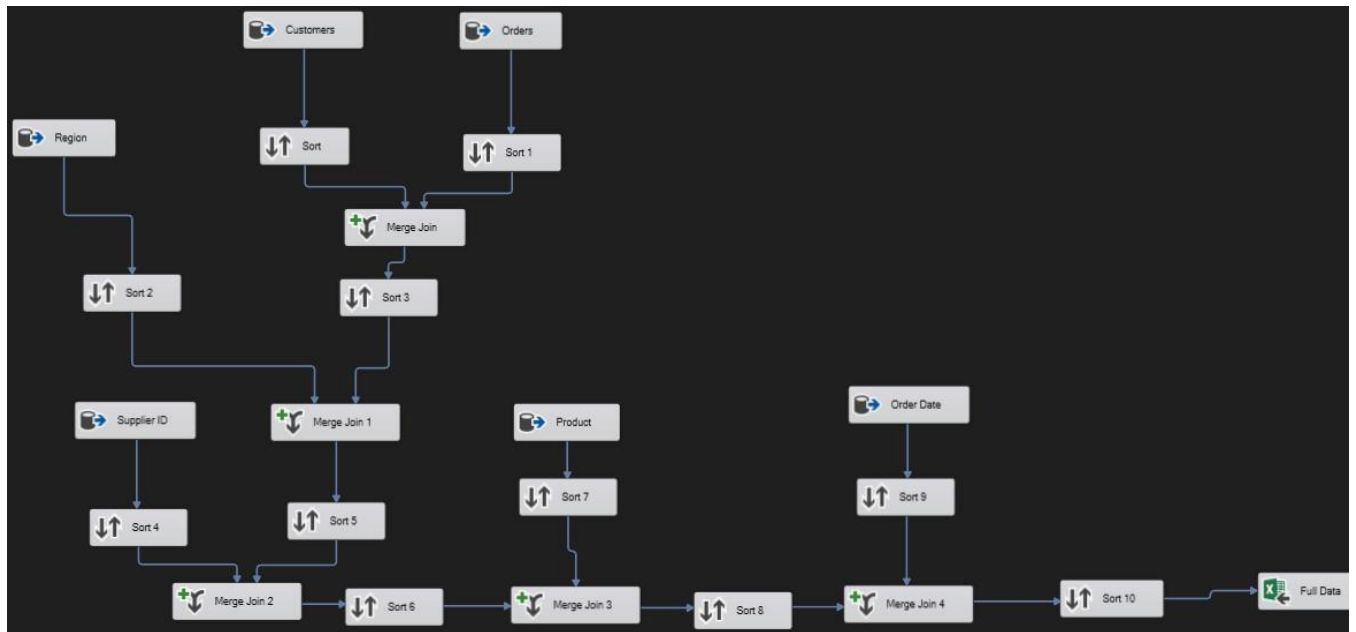 Customers
Orders
Region
Sort
Sort 1
Merge Join
Sort 2
Sort 3
Supplier ID
Merge Join 1
Product
Order Date
Sort 4
Sort 5
Sort 7
Sort 9
Merge Join 2
Sort 6
Merge Join 3
Sort 8
Merge Join 4
Sort 10
Full Data